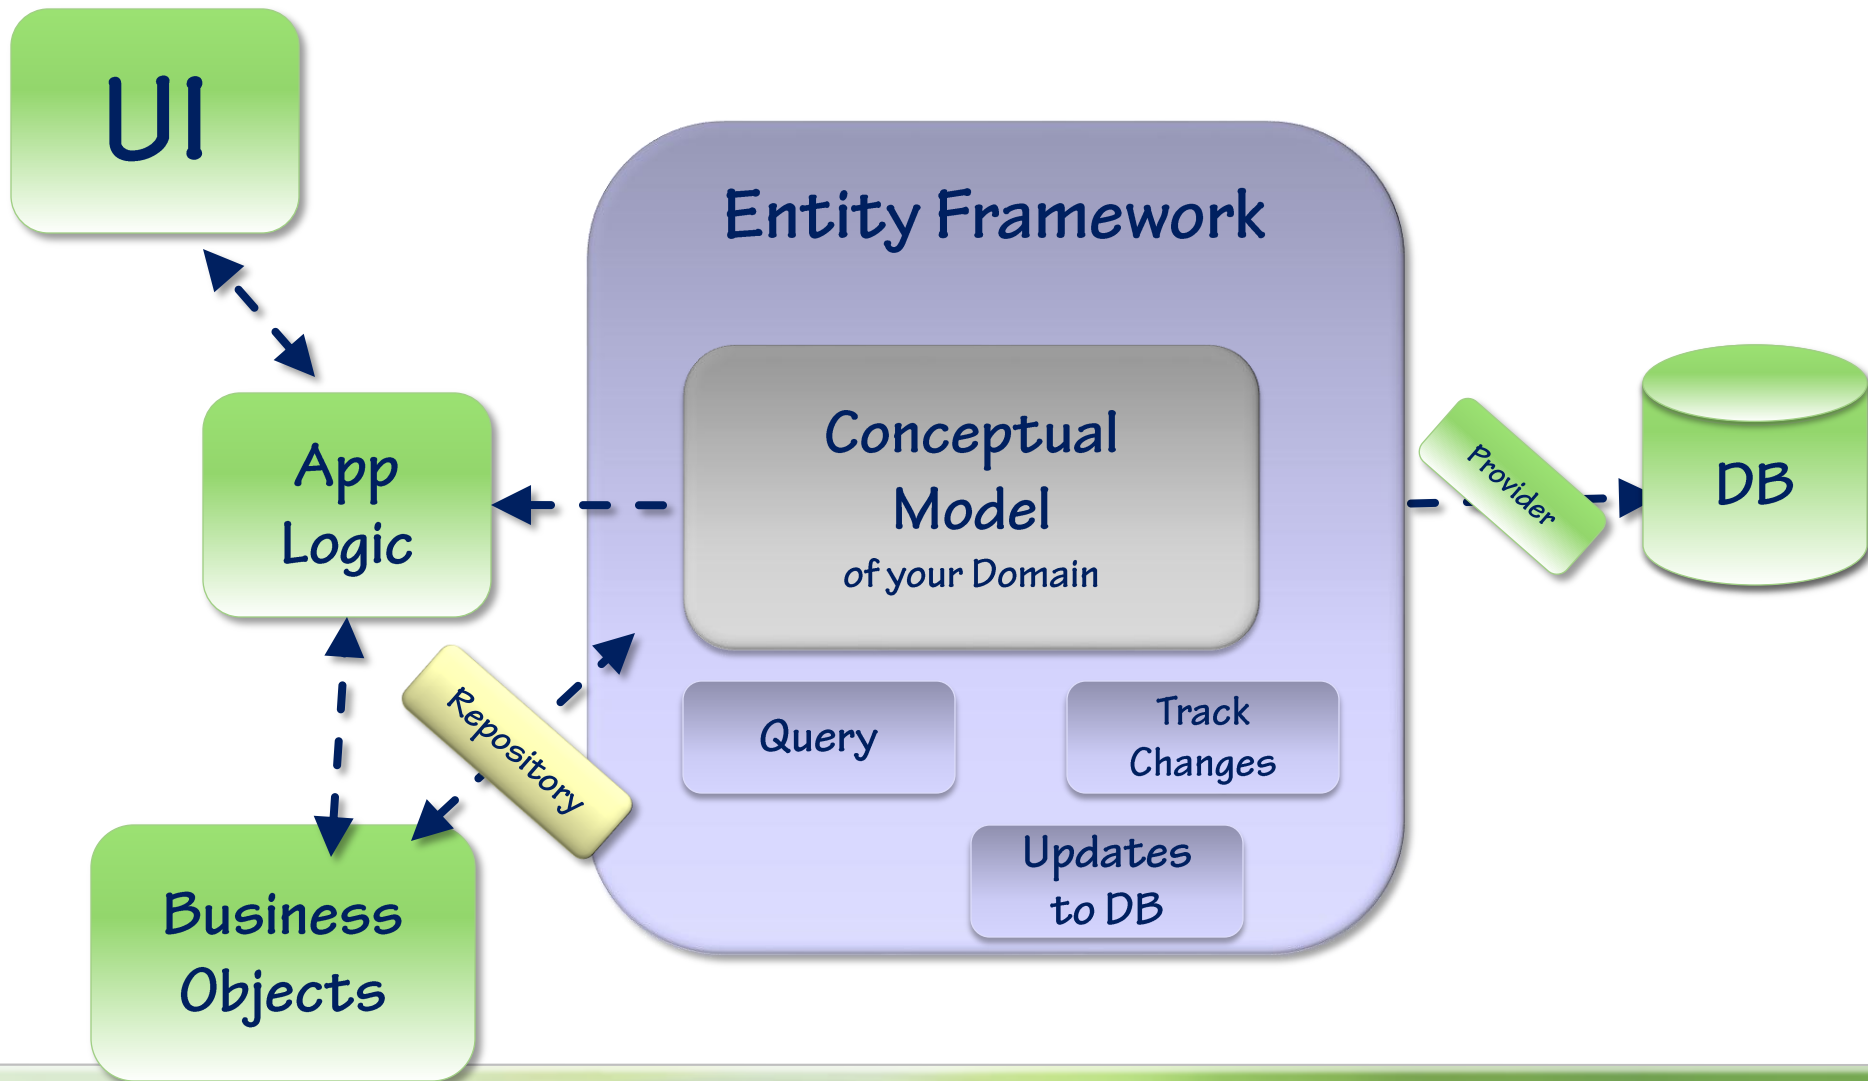 UI
Entity Framework
App
Logic
Conceptual
Model
of your Domain
Provider
DB
Repository
Query
Track
Changes
Updates
to DB
Business
Objects